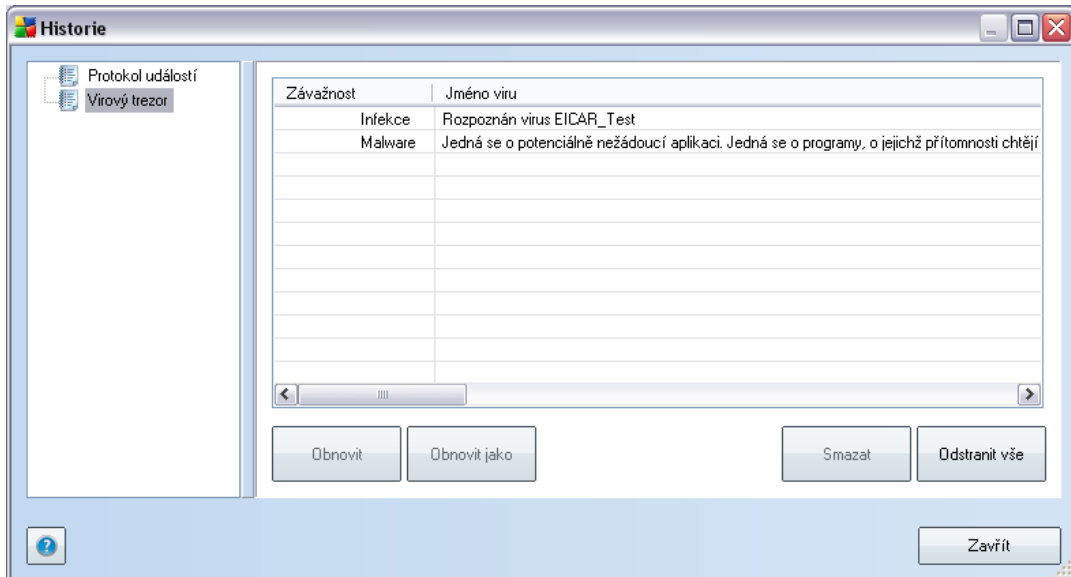 Historie
Protokol událostí
Virový trezor
Závažnost Jméno viru
Infekce Rozpoznán virus EICAR_Test
Malware Jedná se o potenciálně nežádoucí aplikaci. Jedná se o programy, o jejichž přítomnosti chtějí
Obnovit Obnovit jako Smazat Odstranit vše
? Zavřít